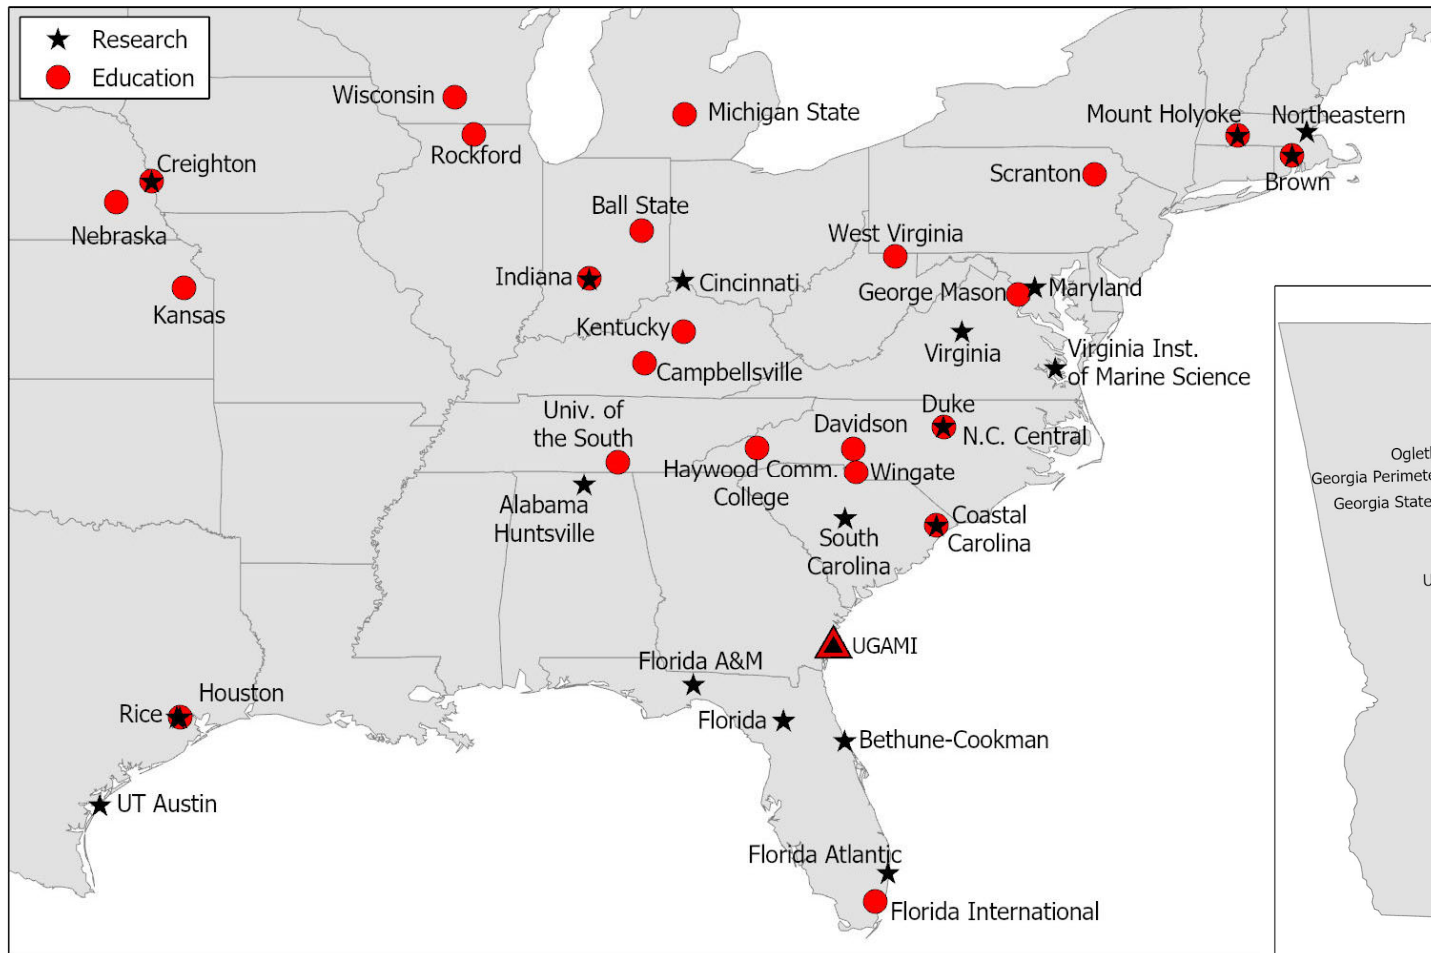 Research
Education
Wisconsin
Michigan State
Rockford
Mount Holyoke
Northeastern
Creighton
Scranton
Brown
Nebraska
Ball State
West Virginia
Indiana
Cincinnati
George Mason
Maryland
Kansas
Kentucky
Virginia
Virginia Inst.
of Marine Science
Campbellsville
Univ. of
the South
Duke
Davidson
N.C. Central
Haywood Comm.
College
Wingate
Alabama
Huntsville
South
Carolina
Coastal
Carolina
UGAMI
Florida A&M
Houston
Rice
Florida
Bethune-Cookman
UT Austin
Florida Atlantic
Florida International
Oglet
Georgia Perimete
Georgia State
U